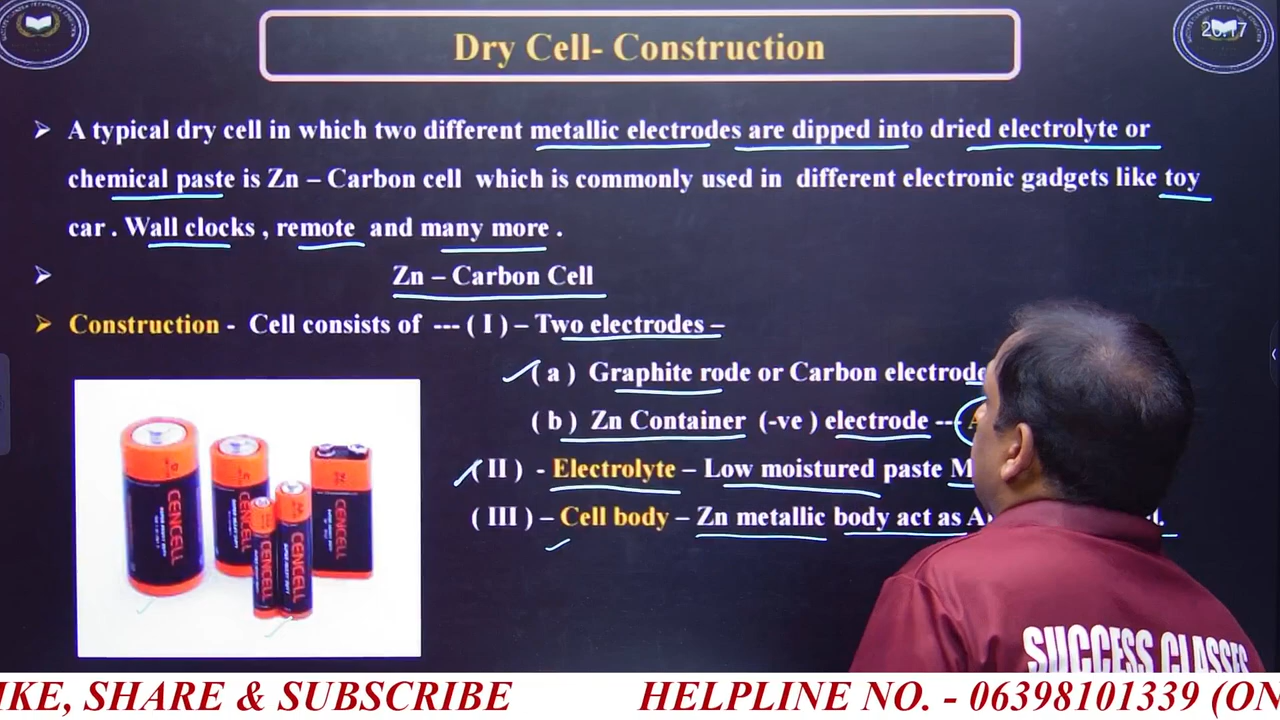 Dry Cell- Construction
20:17
➢ A typical dry cell in which two different metallic electrodes are dipped into dried electrolyte or
chemical paste is Zn – Carbon cell which is commonly used in different electronic gadgets like toy
car . Wall clocks , remote and many more .
➢ Zn – Carbon Cell
➢ Construction - Cell consists of --- ( I ) – Two electrodes –
( a ) Graphite rode or Carbon electrode
( b ) Zn Container (-ve ) electrode ---
( II ) - Electrolyte – Low moistured paste
( III ) – Cell body – Zn metallic body act as
CENCELL
CENCELL
CENCELL
SUCCESS CLASSES
IKE, SHARE & SUBSCRIBE HELPLINE NO. - 06398101339 (ON